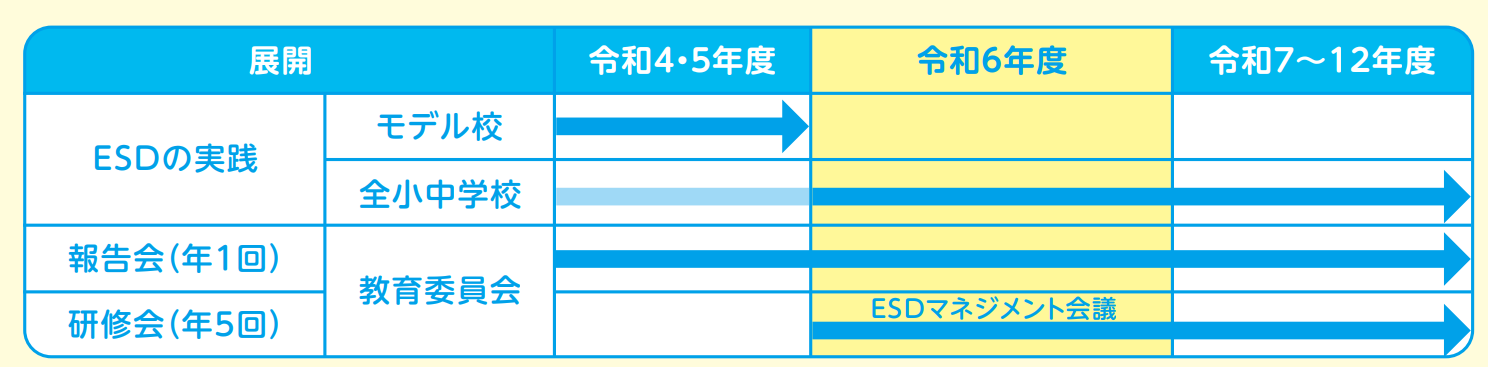 展開 令和4・5年度 令和6年度 令和7〜12年度
ESDの実践 モデル校
全小中学校
報告会(年1回) 教育委員会
研修会(年5回) ESDマネジメント会議